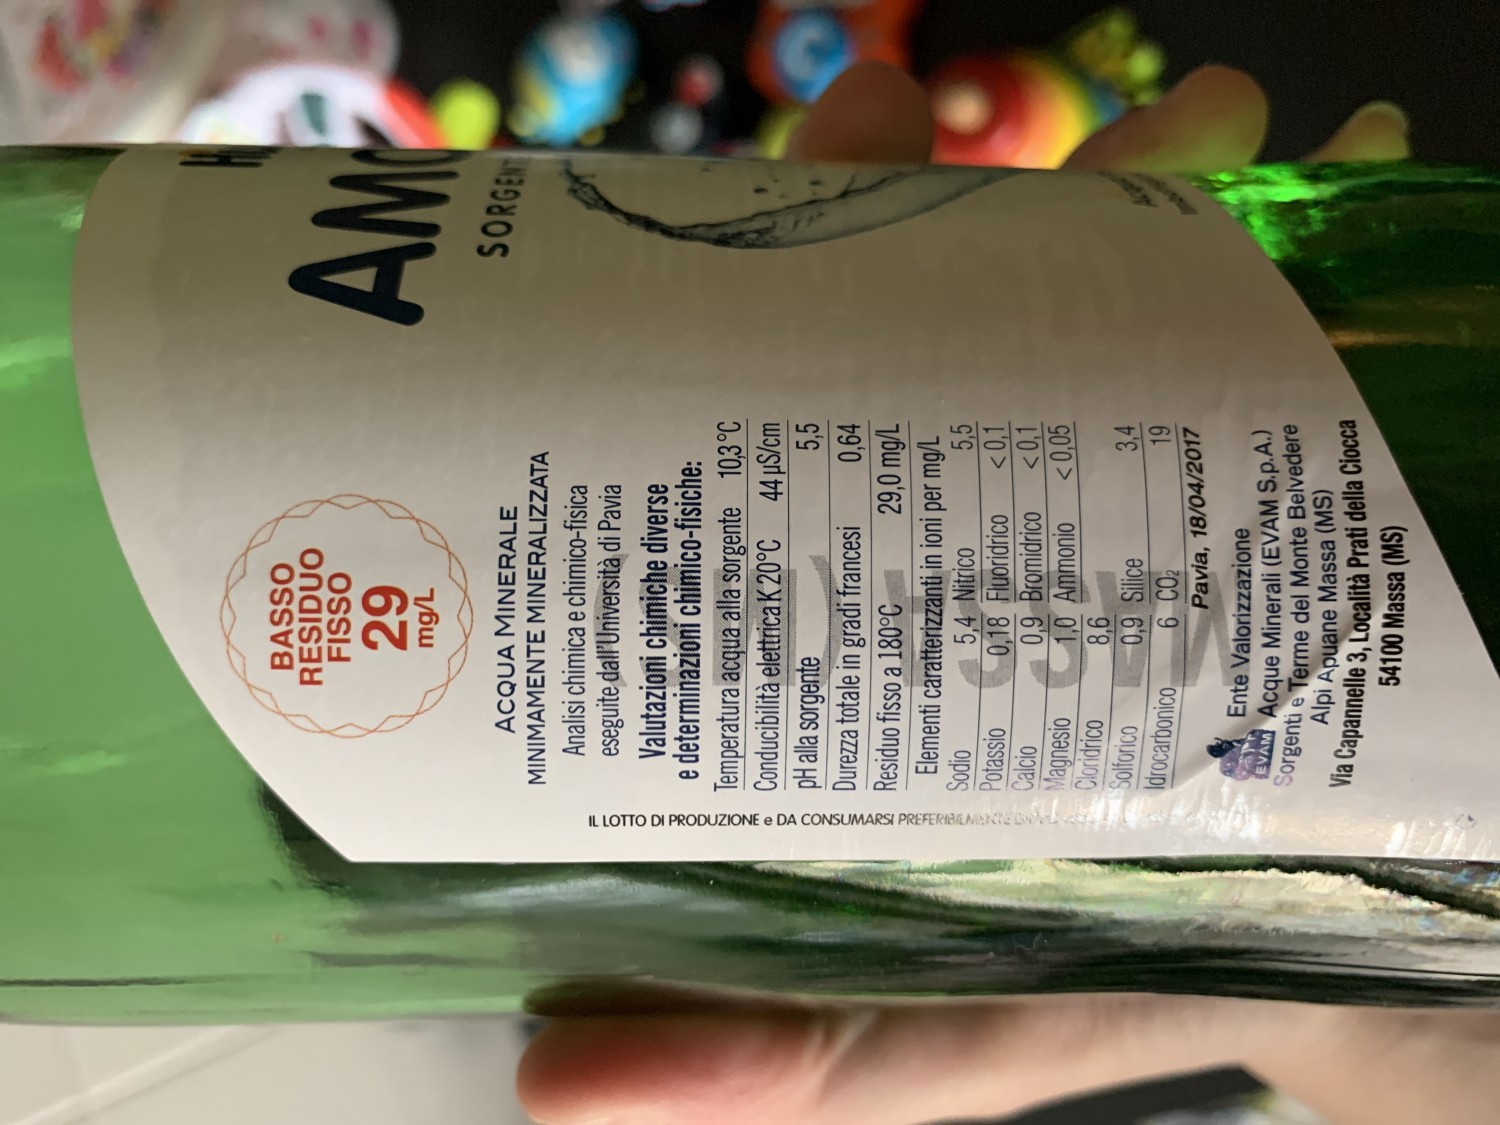 BASSO
RESIDUO
FISSO
29
mg/L
AMO
SORGENT
ACQUA MINERALE
MINIMAMENTE MINERALIZZATA
Analisi chimica e chimico-fisica
eseguite dall'Università di Pavia
Valutazioni chimiche diverse
e determinazioni chimico-fisiche:
Temperatura acqua alla sorgente 10,3 °C
Conducibilità elettrica K 20°C 44 µS/cm
pH alla sorgente 5,5
Durezza totale in gradi francesi 0,64
Residuo fisso a 180°C 29,0 mg/L
Elementi caratterizzanti in ioni per mg/L
Sodio 5,4 Nitrico 5,5
Potassio 0,18 Fluoridrico < 0,1
Calcio 0,9 Bromidrico < 0,1
Magnesio 1,0 Ammonio < 0,05
Cloridrico 8,6
Solforico 0,9 Silice 3,4
Idrocarbonico 6 CO₂ 19
Pavia, 18/04/2017
EVAM
Ente Valorizzazione
Acque Minerali (EVAM S.p.A.)
Sorgenti e Terme del Monte Belvedere
Alpi Apuane Massa (MS)
Via Capannelle 3, Località Prati della Ciocca
54100 Massa (MS)
IL LOTTO DI PRODUZIONE e DA CONSUMARSI PREFERIBILMENTE
MASSA (MS)